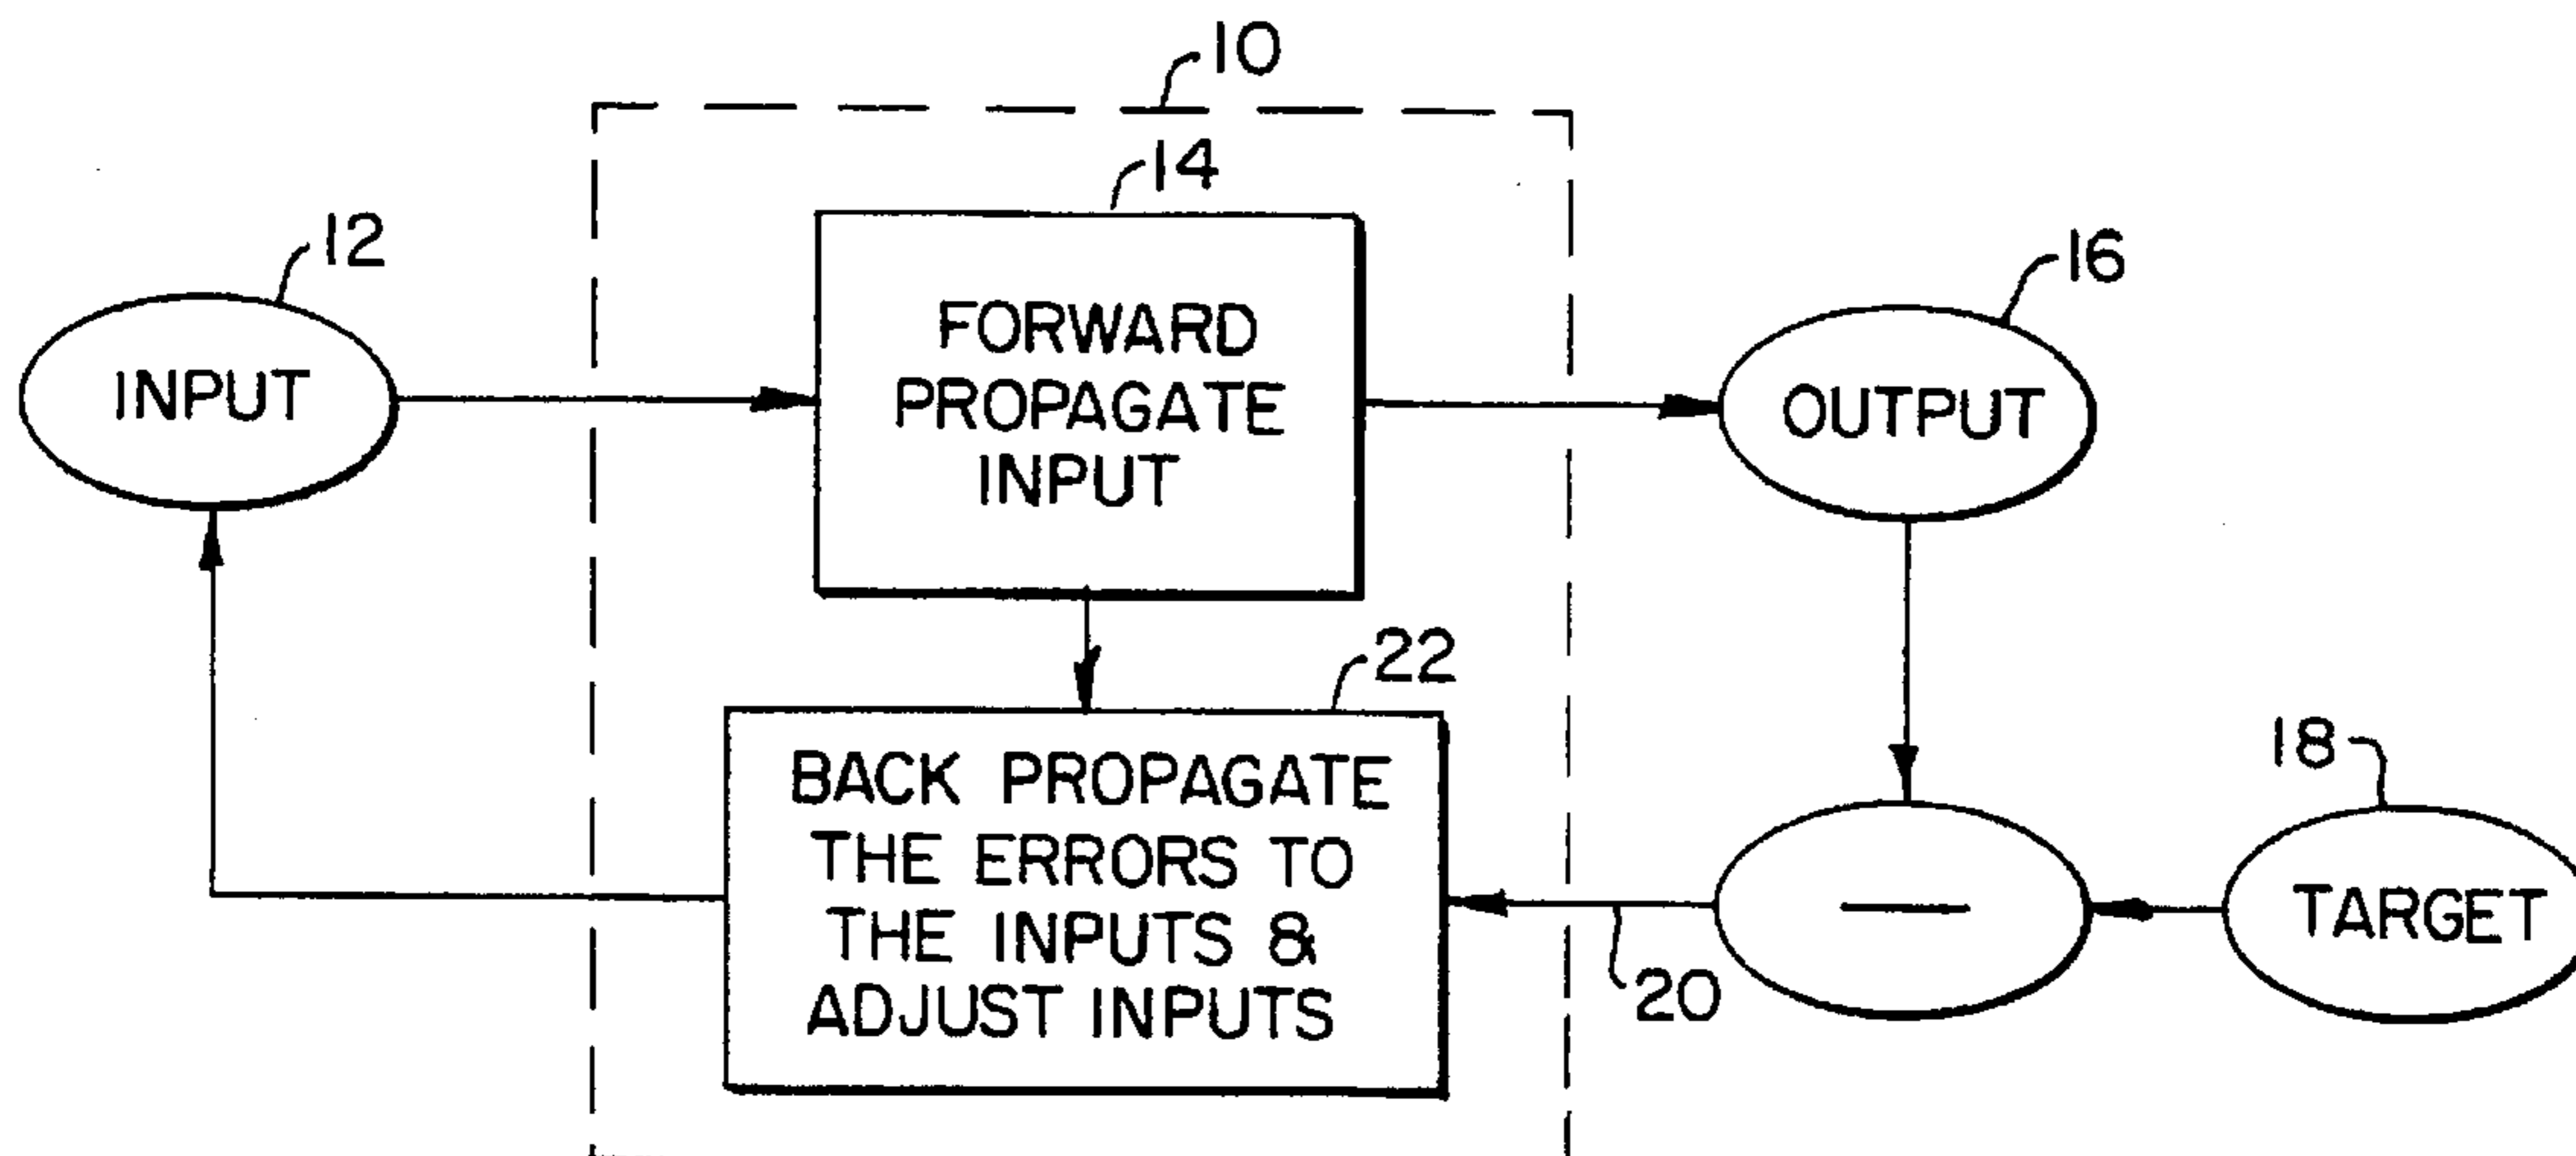 10
14
12
16
FORWARD
PROPAGATE
INPUT
INPUT
OUTPUT
22
18
BACK PROPAGATE
THE ERRORS TO
THE INPUTS &
ADJUST INPUTS
—
TARGET
20